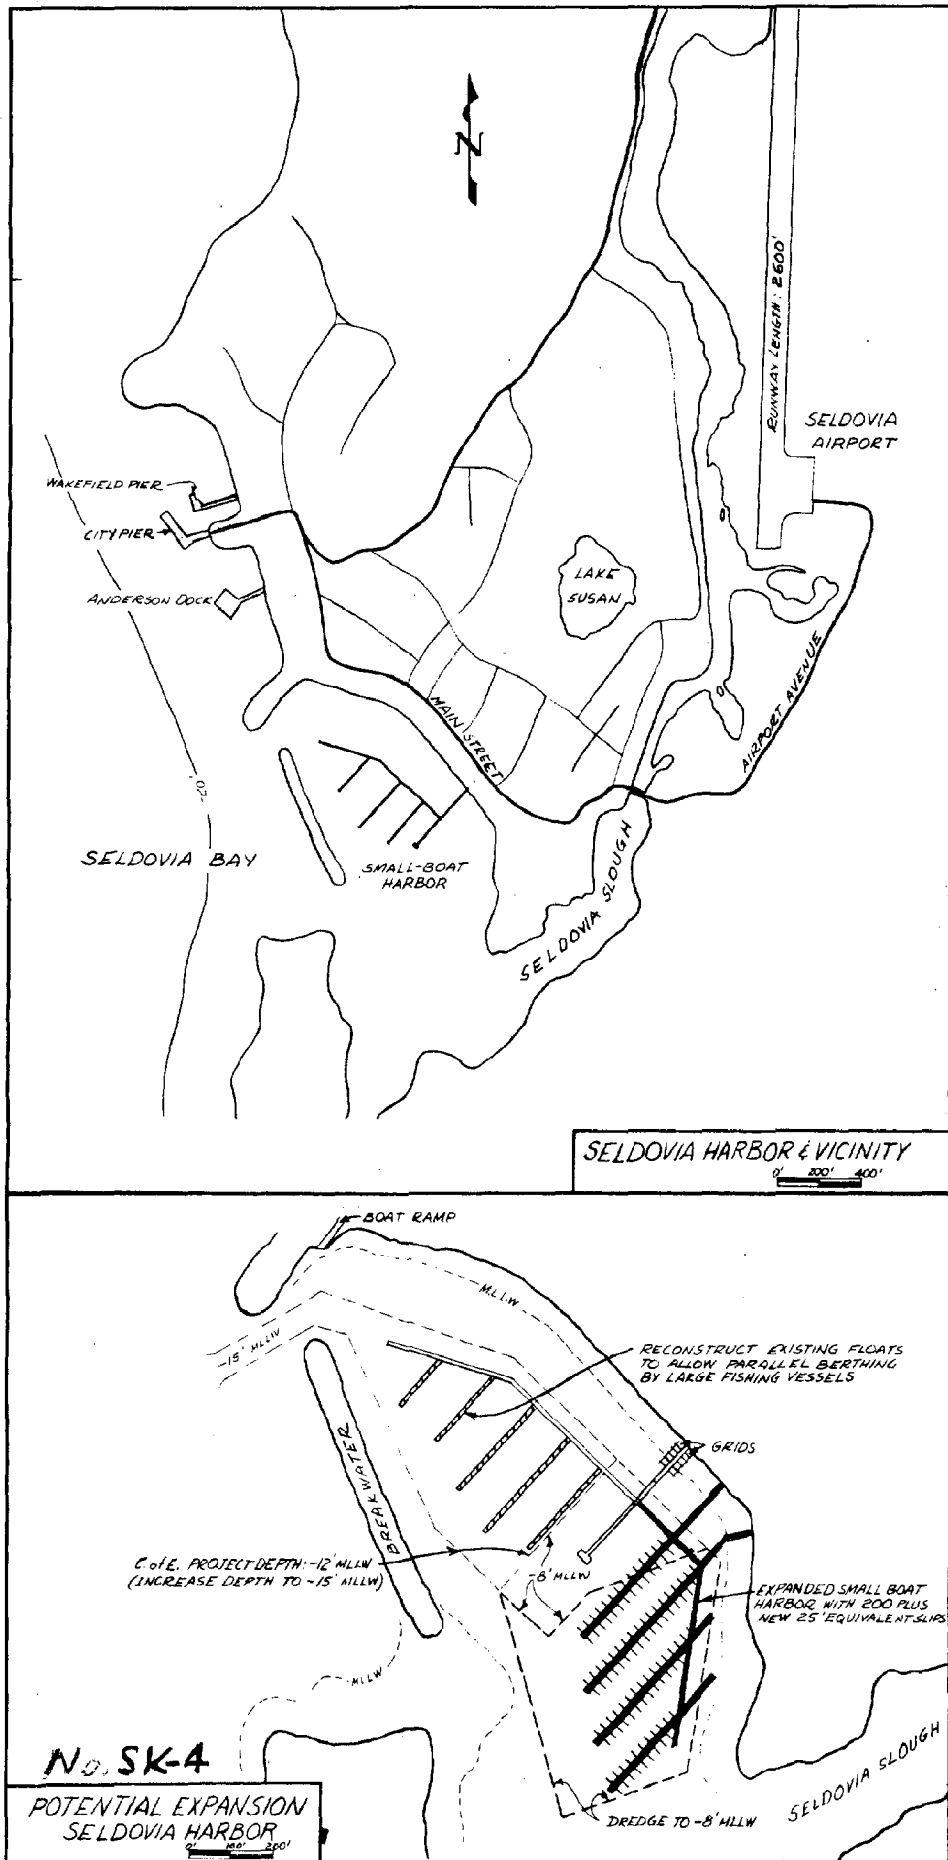 N
RUNWAY LENGTH: 2600'
SELDOVIA
AIRPORT
WAKEFIELD PIER
CITY PIER
ANDERSON DOCK
LAKE
SUSAN
MAIN STREET
AIRPORT AVENUE
SELDOVIA BAY
SMALL-BOAT
HARBOR
SELDOVIA SLOUGH
SELDOVIA HARBOR & VICINITY
0' 200' 400'
BOAT RAMP
MLLW
-15' MLLW
RECONSTRUCT EXISTING FLOATS
TO ALLOW PARALLEL BERTHING
BY LARGE FISHING VESSELS
BREAKWATER
GRIDS
C. of E. PROJECT DEPTH: -12' MLLW
(INCREASE DEPTH TO -15' MLLW)
-8' MLLW
EXPANDED SMALL BOAT
HARBOR WITH 200 PLUS
NEW 25' EQUIVALENT SLIPS
MLLW
No. SK-4
SELDOVIA SLOUGH
POTENTIAL EXPANSION
SELDOVIA HARBOR
0' 100' 200'
DREDGE TO -8' MLLW